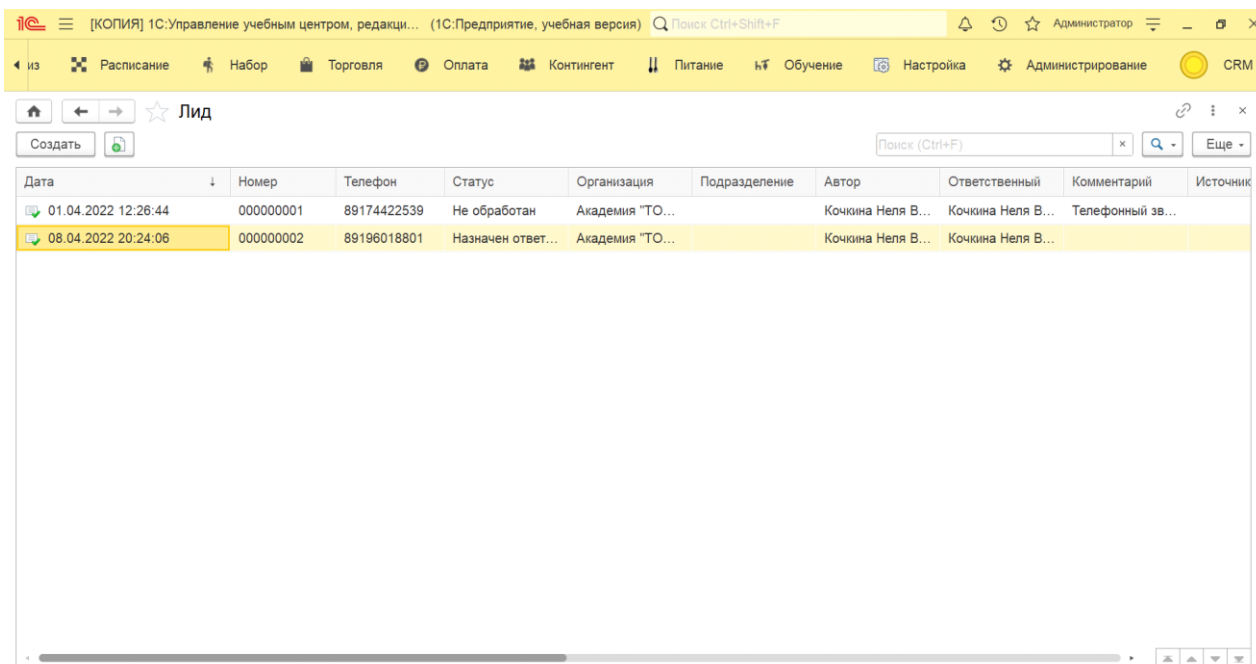 1С [КОПИЯ] 1С:Управление учебным центром, редакци... (1С:Предприятие, учебная версия) Поиск Ctrl+Shift+F Администратор
из Расписание Набор Торговля Оплата Контингент Питание Обучение Настройка Администрирование CRM
Лид
Создать Поиск (Ctrl+F) × Еще
Дата ↓ Номер Телефон Статус Организация Подразделение Автор Ответственный Комментарий Источник
01.04.2022 12:26:44 000000001 89174422539 Не обработан Академия "ТО... Кочкина Неля В... Кочкина Неля В... Телефонный зв...
08.04.2022 20:24:06 000000002 89196018801 Назначен ответ... Академия "ТО... Кочкина Неля В... Кочкина Неля В...